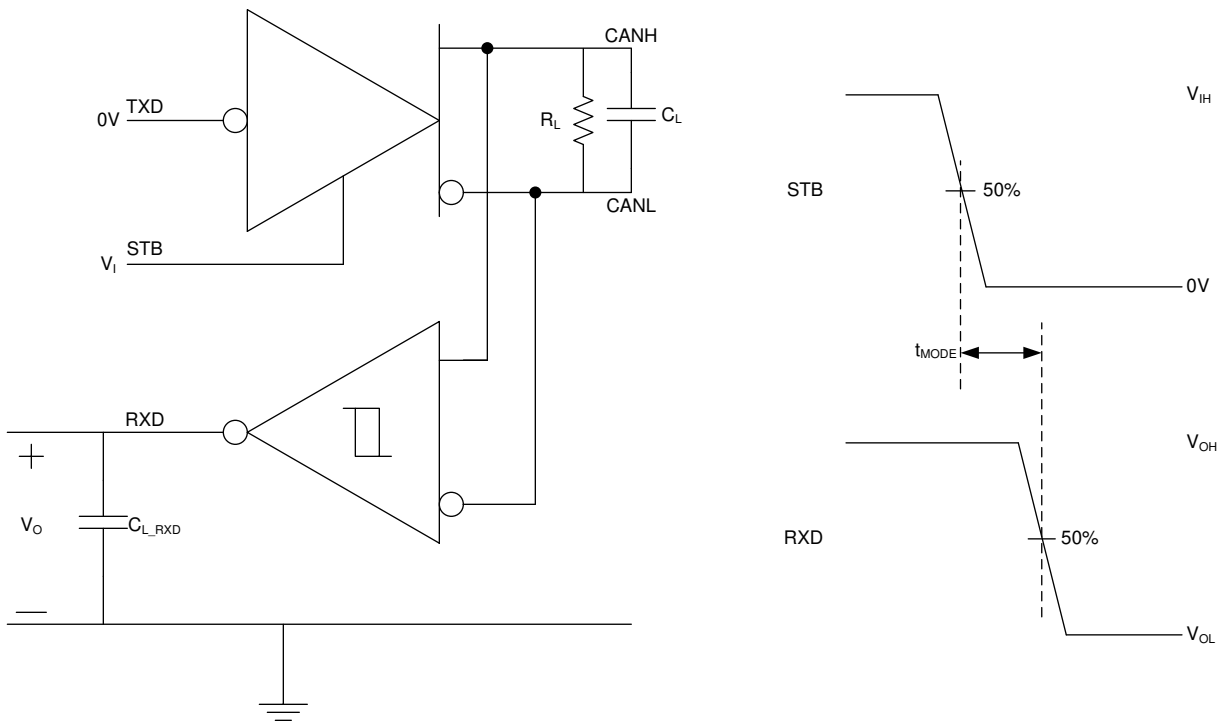 CANH
TXD
0V
R_L
C_L
CANL
STB
V_I
RXD
+
V_O
C_L_RXD
—
V_IH
STB
50%
0V
t_MODE
V_OH
RXD
50%
V_OL